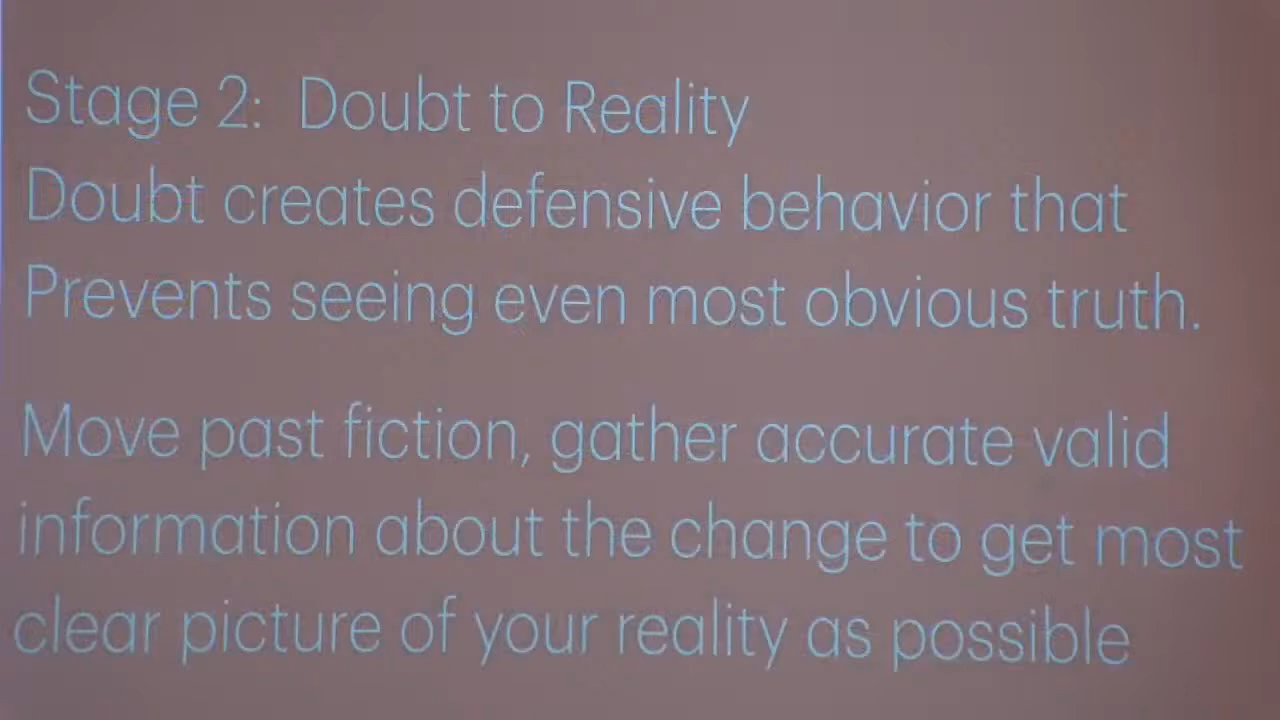 Stage 2: Doubt to Reality
Doubt creates defensive behavior that
Prevents seeing even most obvious truth.
Move past fiction, gather accurate valid
information about the change to get most
clear picture of your reality as possible